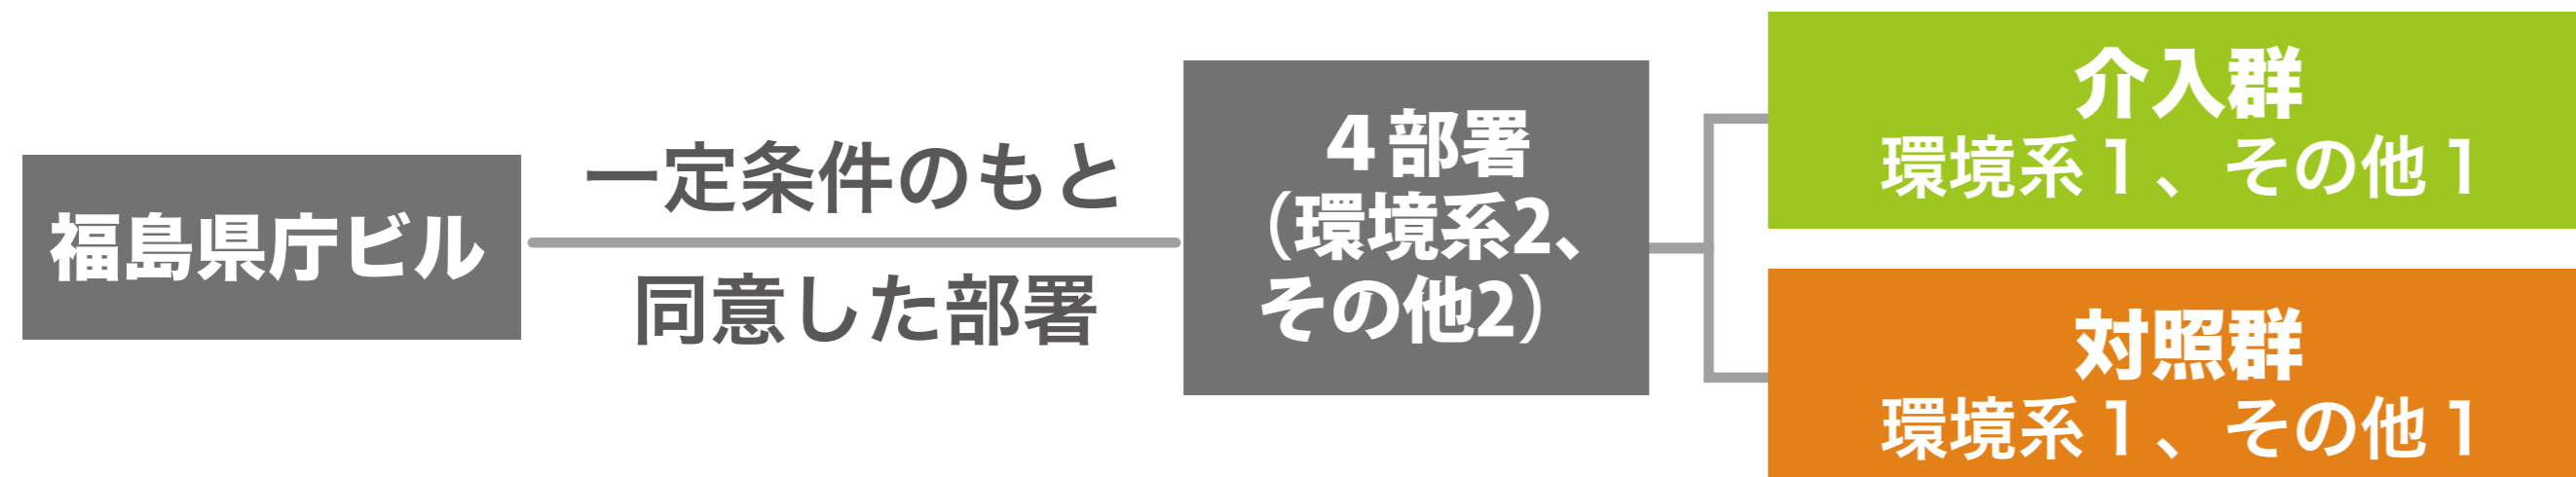 福島県庁ビル
一定条件のもと
同意した部署
４部署
（環境系2、
その他2）
介入群
環境系１、その他１
対照群
環境系１、その他１